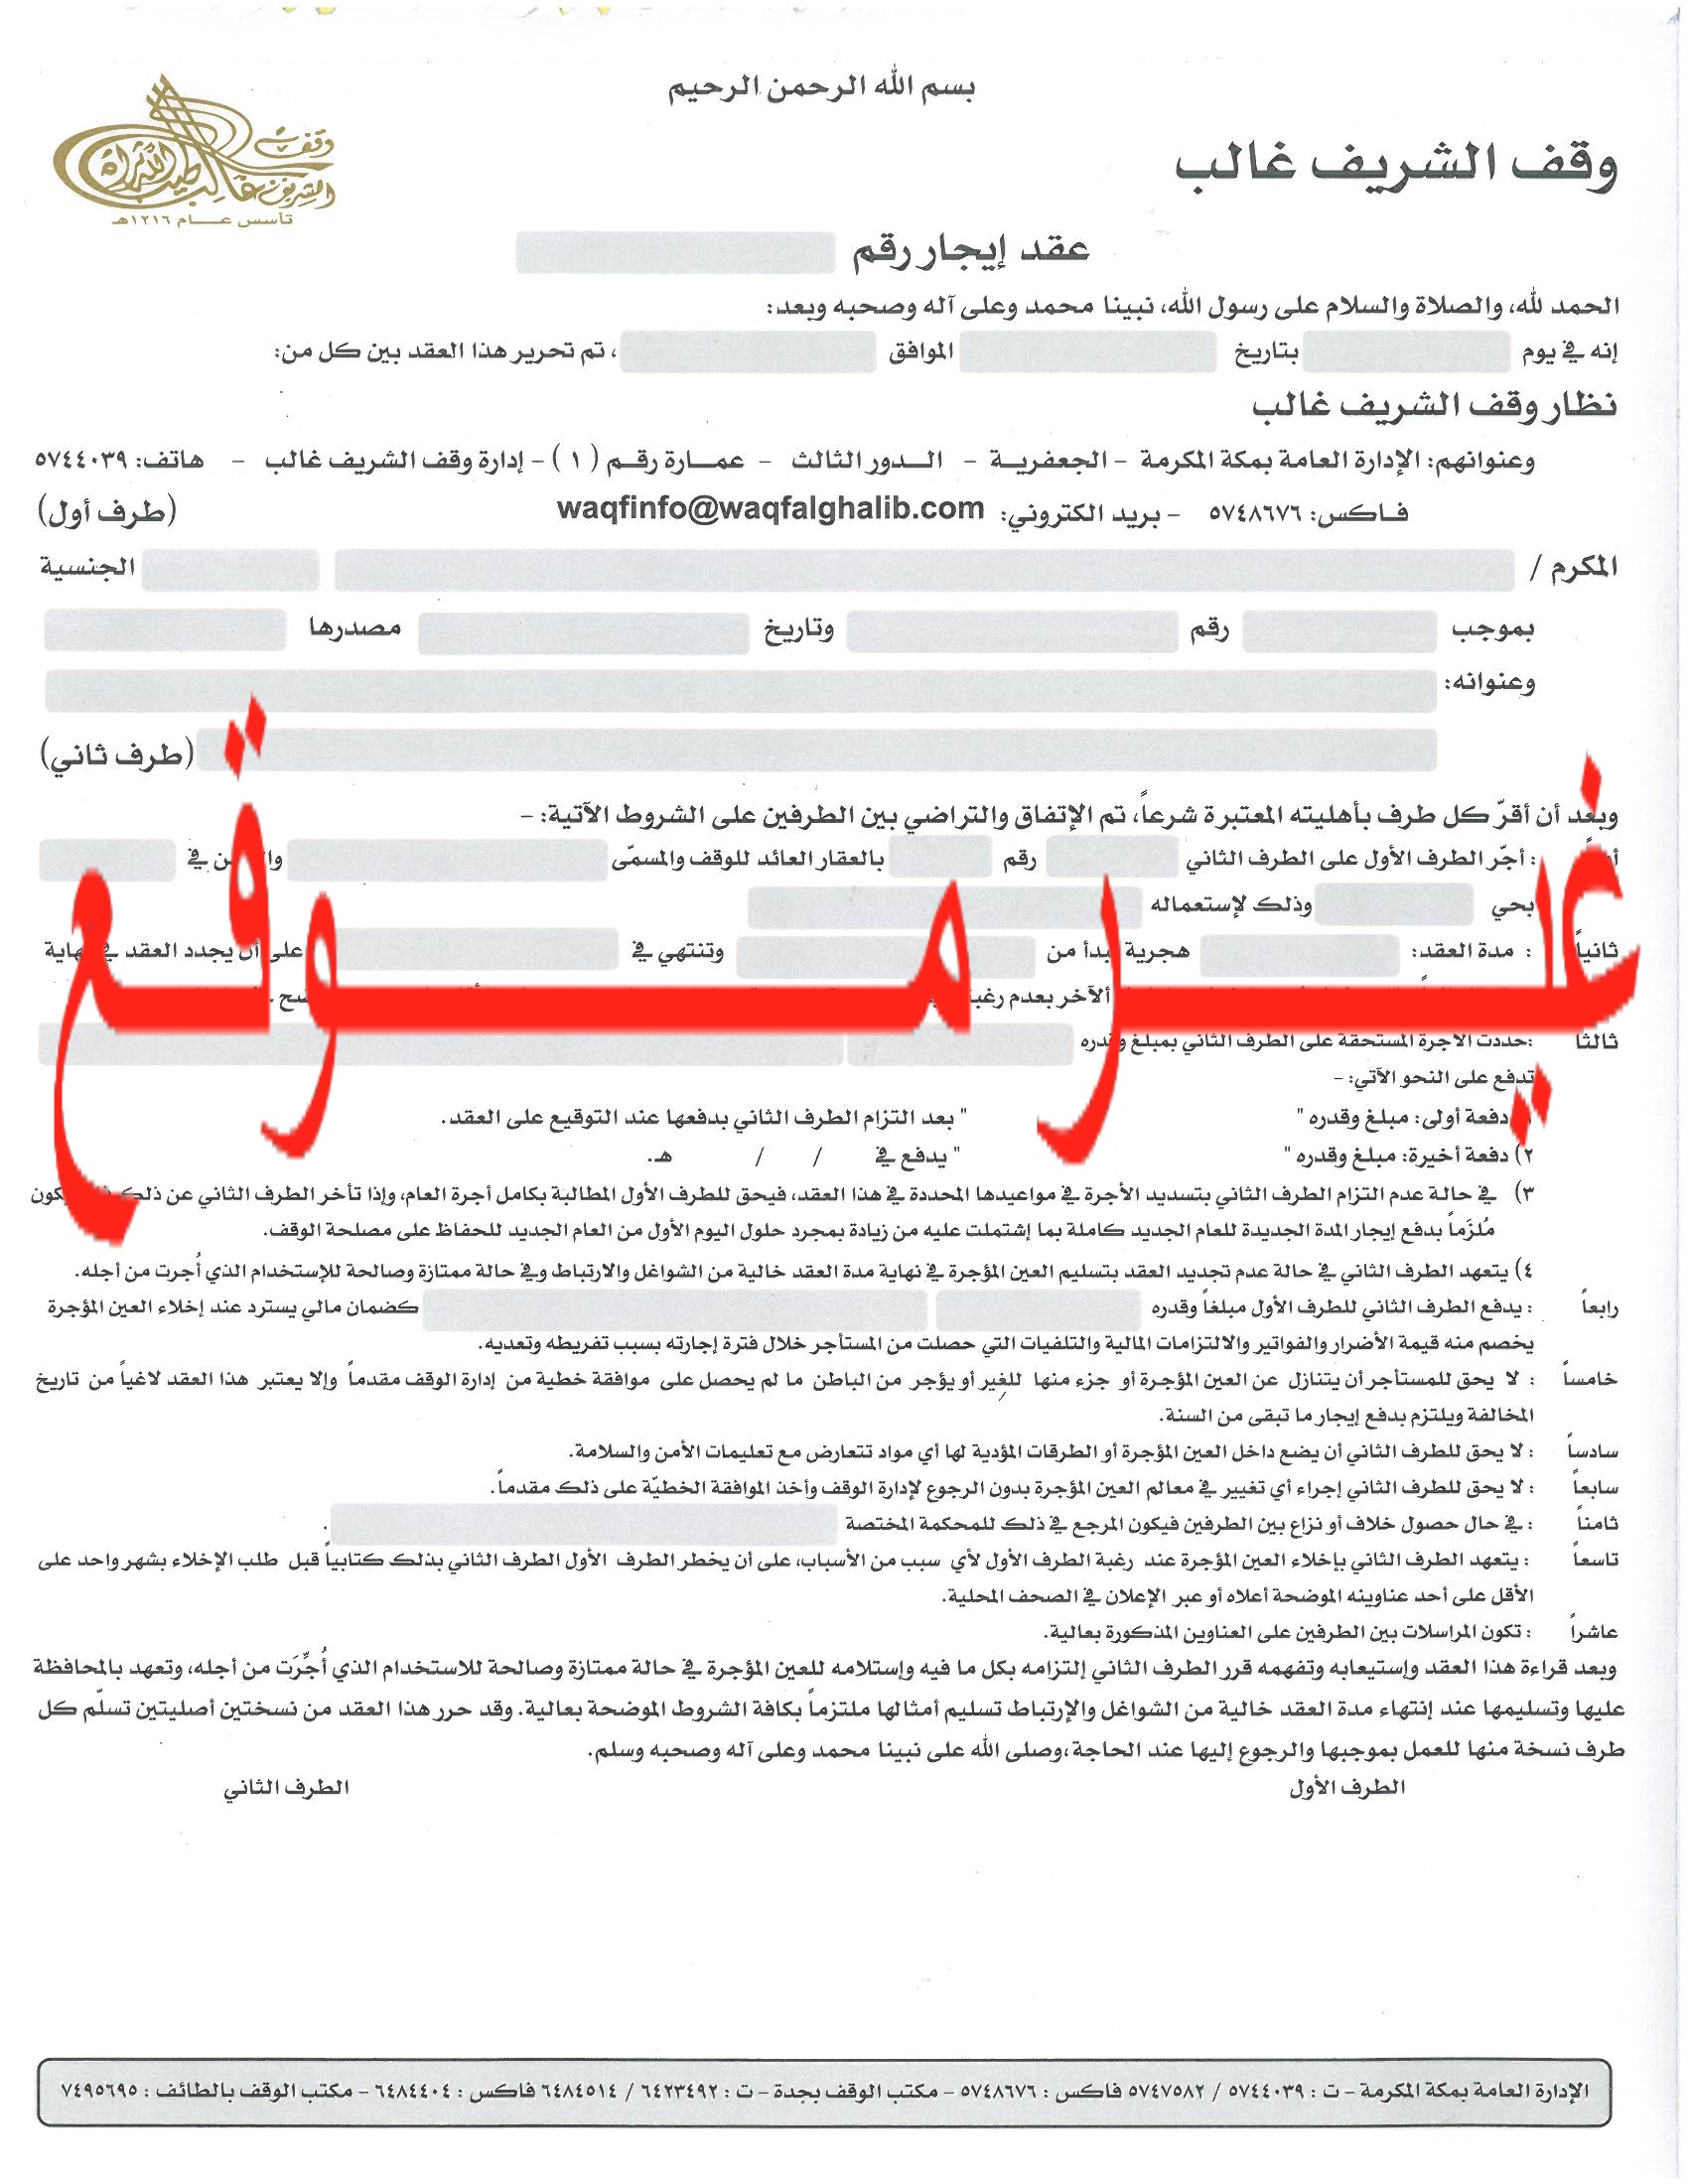 بسم الله الرحمن الرحيم
وقف الشريف غالب
وقف الشريف غالب
تأسس عـــام ١٢١٦هـ
عقد إيجار رقم
الحمد لله، والصلاة والسلام على رسول الله، نبينا محمد وعلى آله وصحبه وبعد:
إنه في يوم بتاريخ الموافق ، تم تحرير هذا العقد بين كل من:
نظار وقف الشريف غالب
وعنوانهم: الإدارة العامة بمكة المكرمة - الجعفرية - الـدور الثالث - عمـــارة رقـم (١) - إدارة وقف الشريف غالب - هاتف: ٥٧٤٤٠٣٩
فـاكس: ٥٧٤٨٦٧٦ - بريد الكتروني: waqfinfo@waqfalghalib.com (طرف أول)
المكرم / الجنسية
بموجب رقم وتاريخ مصدرها
وعنوانه:
(طرف ثاني)
وبعد أن أقرّ كل طرف بأهليته المعتبرة شرعاً، تم الإتفاق والتراضي بين الطرفين على الشروط الآتية: -
: أجّر الطرف الأول على الطرف الثاني رقم بالعقار العائد للوقف والمسمّى في
بحي وذلك لإستعماله
ثانياً : مدة العقد: هجرية تبدأ من وتنتهي في على أن يجدد العقد في نهاية
الآخر بعدم
غير موقع
ثالثا :حددت الاجرة المستحقة على الطرف الثاني بمبلغ وقدره
تدفع على النحو الآتي: -
دفعة أولى: مبلغ وقدره " " بعد التزام الطرف الثاني بدفعها عند التوقيع على العقد.
٢) دفعة أخيرة: مبلغ وقدره " " يدفع في / / هـ.
٣) في حالة عدم التزام الطرف الثاني بتسديد الأجرة في مواعيدها المحددة في هذا العقد، فيحق للطرف الأول المطالبة بكامل أجرة العام، وإذا تأخر الطرف الثاني عن ذلك
مُلزَماً بدفع إيجار المدة الجديدة للعام الجديد كاملة بما إشتملت عليه من زيادة بمجرد حلول اليوم الأول من العام الجديد للحفاظ على مصلحة الوقف.
٤) يتعهد الطرف الثاني في حالة عدم تجديد العقد بتسليم العين المؤجرة في نهاية مدة العقد خالية من الشواغل والارتباط وفي حالة ممتازة وصالحة للإستخدام الذي أُجرت من أجله.
رابعاً : يدفع الطرف الثاني للطرف الأول مبلغاً وقدره كضمان مالي يسترد عند إخلاء العين المؤجرة
يخصم منه قيمة الأضرار والفواتير والالتزامات المالية والتلفيات التي حصلت من المستأجر خلال فترة إجارته بسبب تفريطه وتعديه.
خامساً : لا يحق للمستأجر أن يتنازل عن العين المؤجرة أو جزء منها للغير أو يؤجر من الباطن ما لم يحصل على موافقة خطية من إدارة الوقف مقدماً وإلا يعتبر هذا العقد لاغياً من تاريخ
المخالفة ويلتزم بدفع إيجار ما تبقى من السنة.
سادساً : لا يحق للطرف الثاني أن يضع داخل العين المؤجرة أو الطرقات المؤدية لها أي مواد تتعارض مع تعليمات الأمن والسلامة.
سابعاً : لا يحق للطرف الثاني إجراء أي تغيير في معالم العين المؤجرة بدون الرجوع لإدارة الوقف وأخذ الموافقة الخطيّة على ذلك مقدماً.
ثامناً : في حال حصول خلاف أو نزاع بين الطرفين فيكون المرجع في ذلك للمحكمة المختصة .
تاسعاً : يتعهد الطرف الثاني بإخلاء العين المؤجرة عند رغبة الطرف الأول لأي سبب من الأسباب، على أن يخطر الطرف الأول الطرف الثاني بذلك كتابياً قبل طلب الإخلاء بشهر واحد على
الأقل على أحد عناوينه الموضحة أعلاه أو عبر الإعلان في الصحف المحلية.
عاشراً : تكون المراسلات بين الطرفين على العناوين المذكورة بعالية.
وبعد قراءة هذا العقد وإستيعابه وتفهمه قرر الطرف الثاني إلتزامه بكل ما فيه وإستلامه للعين المؤجرة في حالة ممتازة وصالحة للاستخدام الذي أُجِّرَت من أجله، وتعهد بالمحافظة
عليها وتسليمها عند إنتهاء مدة العقد خالية من الشواغل والإرتباط تسليم أمثالها ملتزماً بكافة الشروط الموضحة بعالية. وقد حرر هذا العقد من نسختين أصليتين تسلّم كل
طرف نسخة منها للعمل بموجبها والرجوع إليها عند الحاجة ،وصلى الله على نبينا محمد وعلى آله وصحبه وسلم.
الطرف الأول الطرف الثاني
الإدارة العامة بمكة المكرمة - ت : ٥٧٤٤٠٣٩ / ٥٧٤٧٥٨٢ فاكس : ٥٧٤٨٦٧٦ - مكتب الوقف بجدة - ت : ٦٤٢٣٤٩٢ / ٦٤٨٤٥١٤ فاكس : ٦٤٨٤٤٠٤ - مكتب الوقف بالطائف : ٧٤٩٥٦٩٥